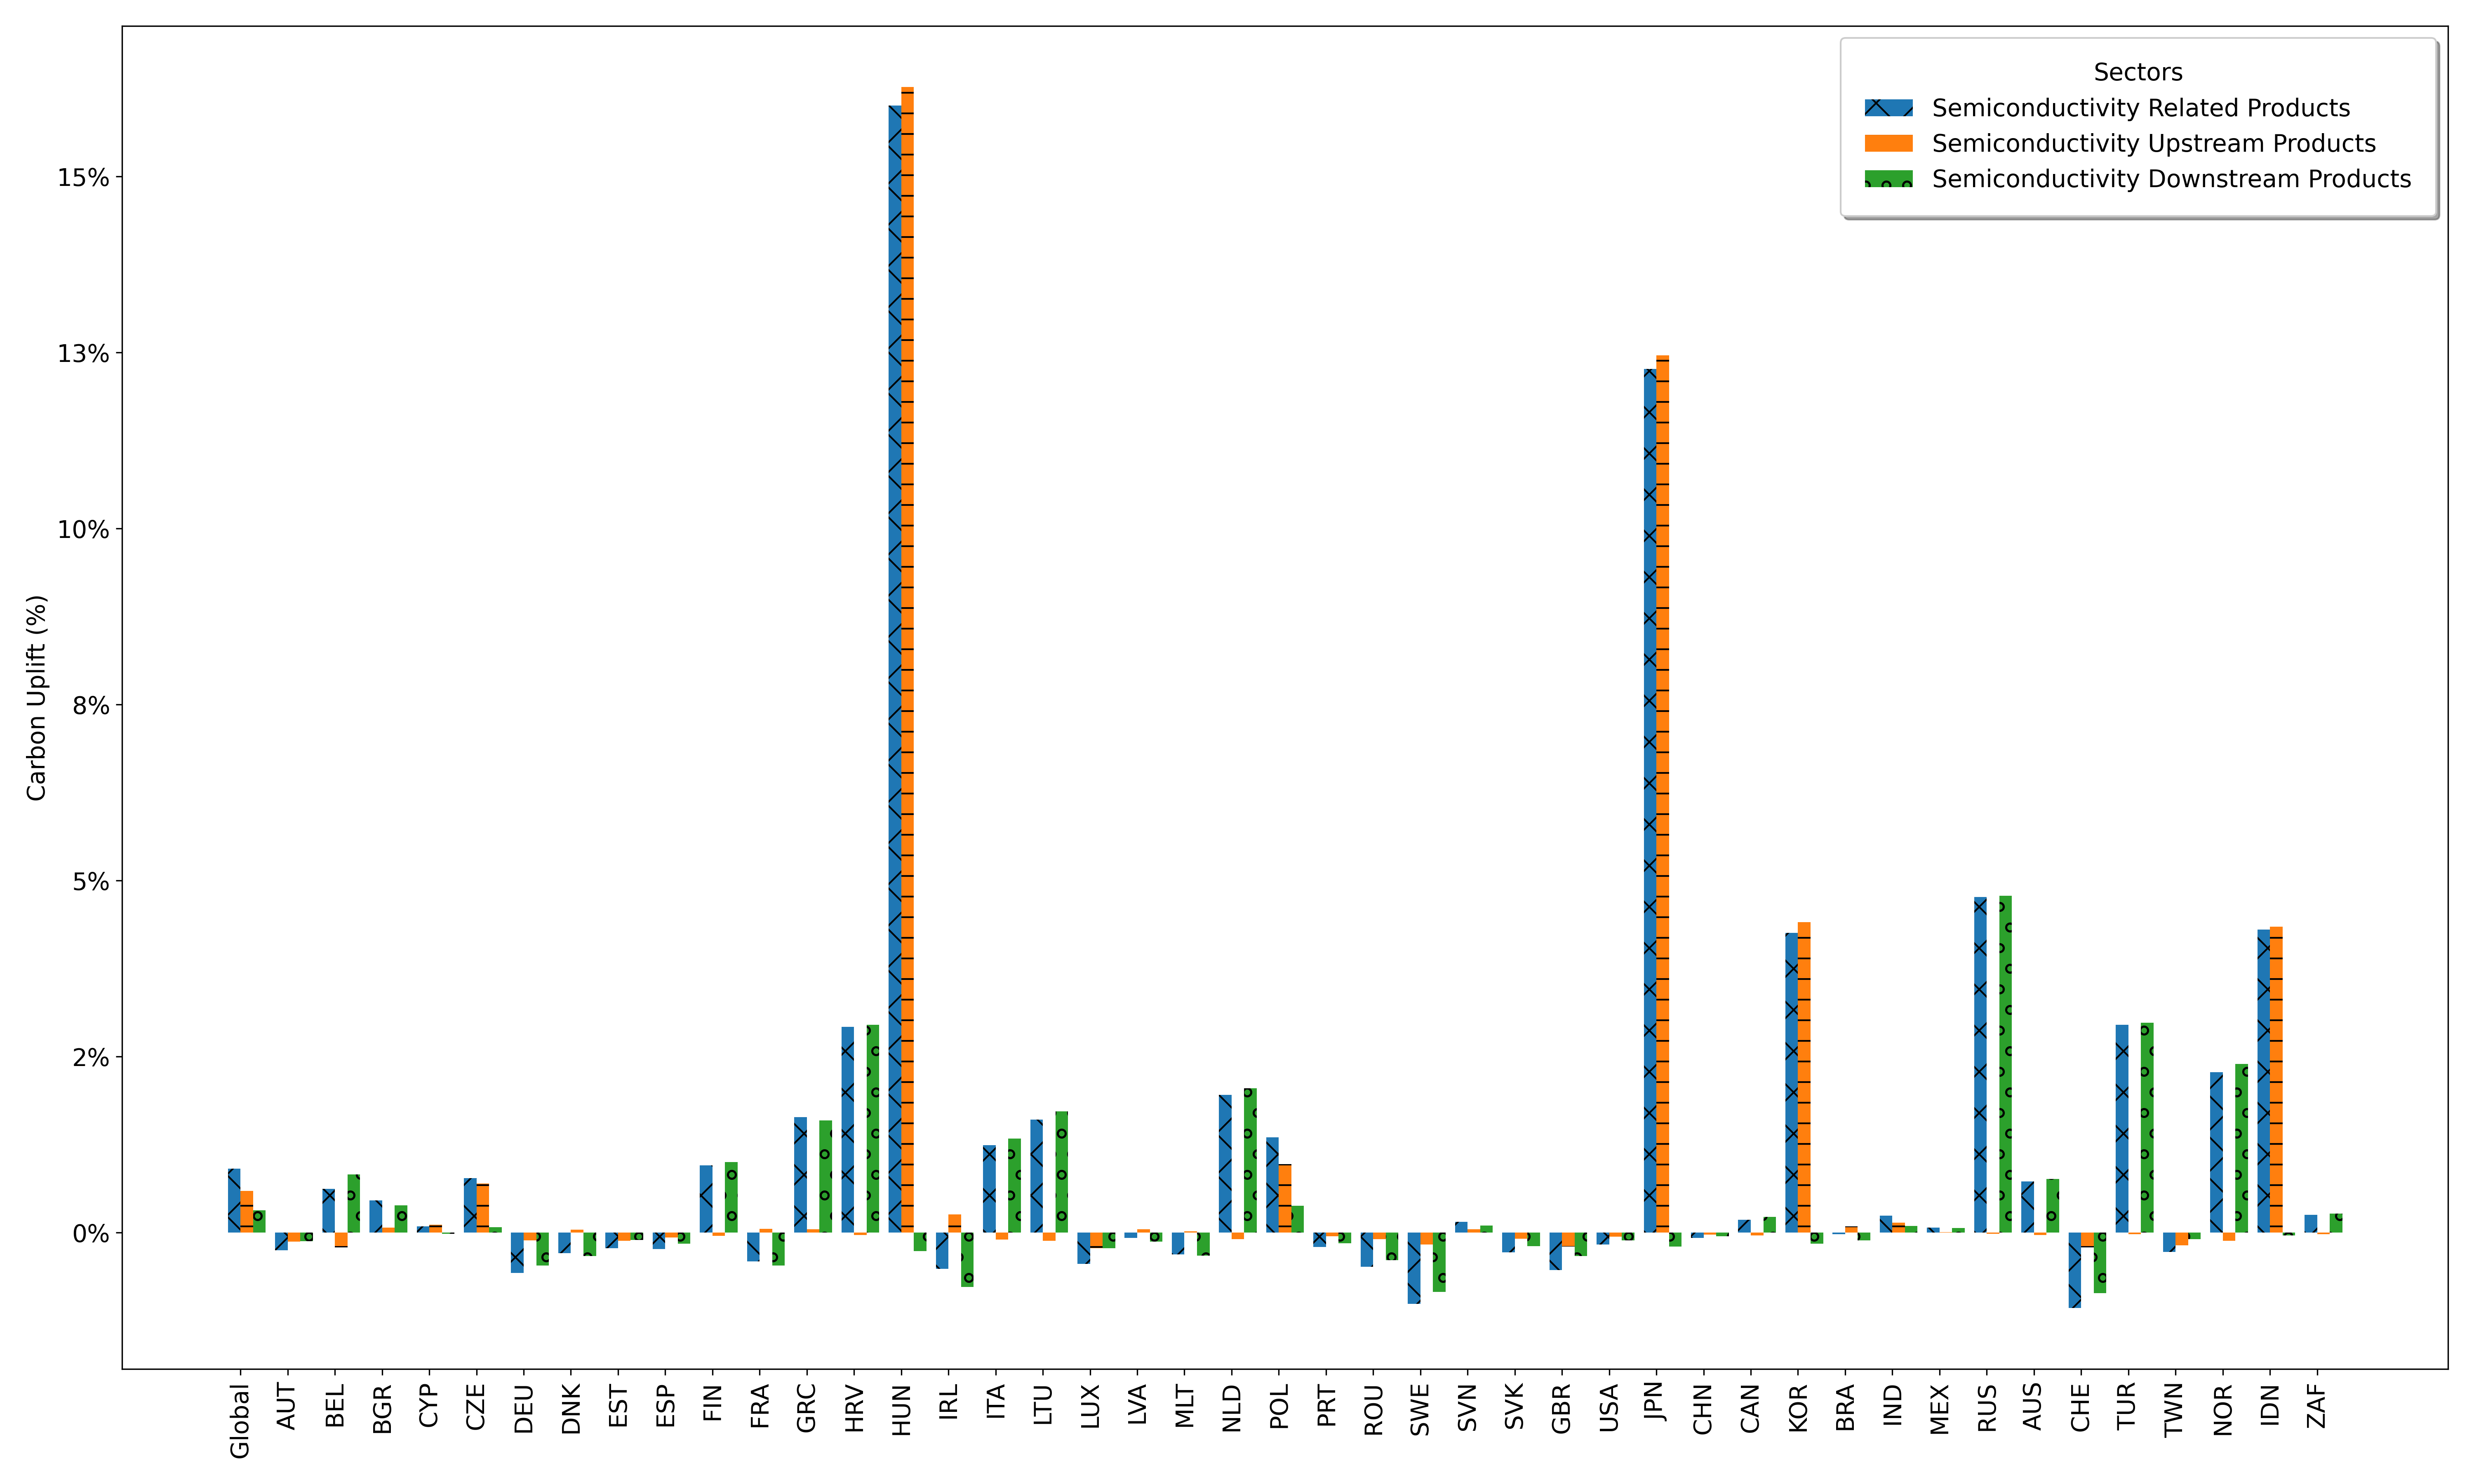 Sectors
Semiconductivity Related Products
Semiconductivity Upstream Products
Semiconductivity Downstream Products
Carbon Uplift (%)
15%
13%
10%
8%
5%
2%
0%
Global AUT BEL BGR CYP CZE DEU DNK EST ESP FIN FRA GRC HRV HUN IRL ITA LTU LUX LVA MLT NLD POL PRT ROU SWE SVN SVK GBR USA JPN CHN CAN KOR BRA IND MEX RUS AUS CHE TUR TWN NOR IDN ZAF